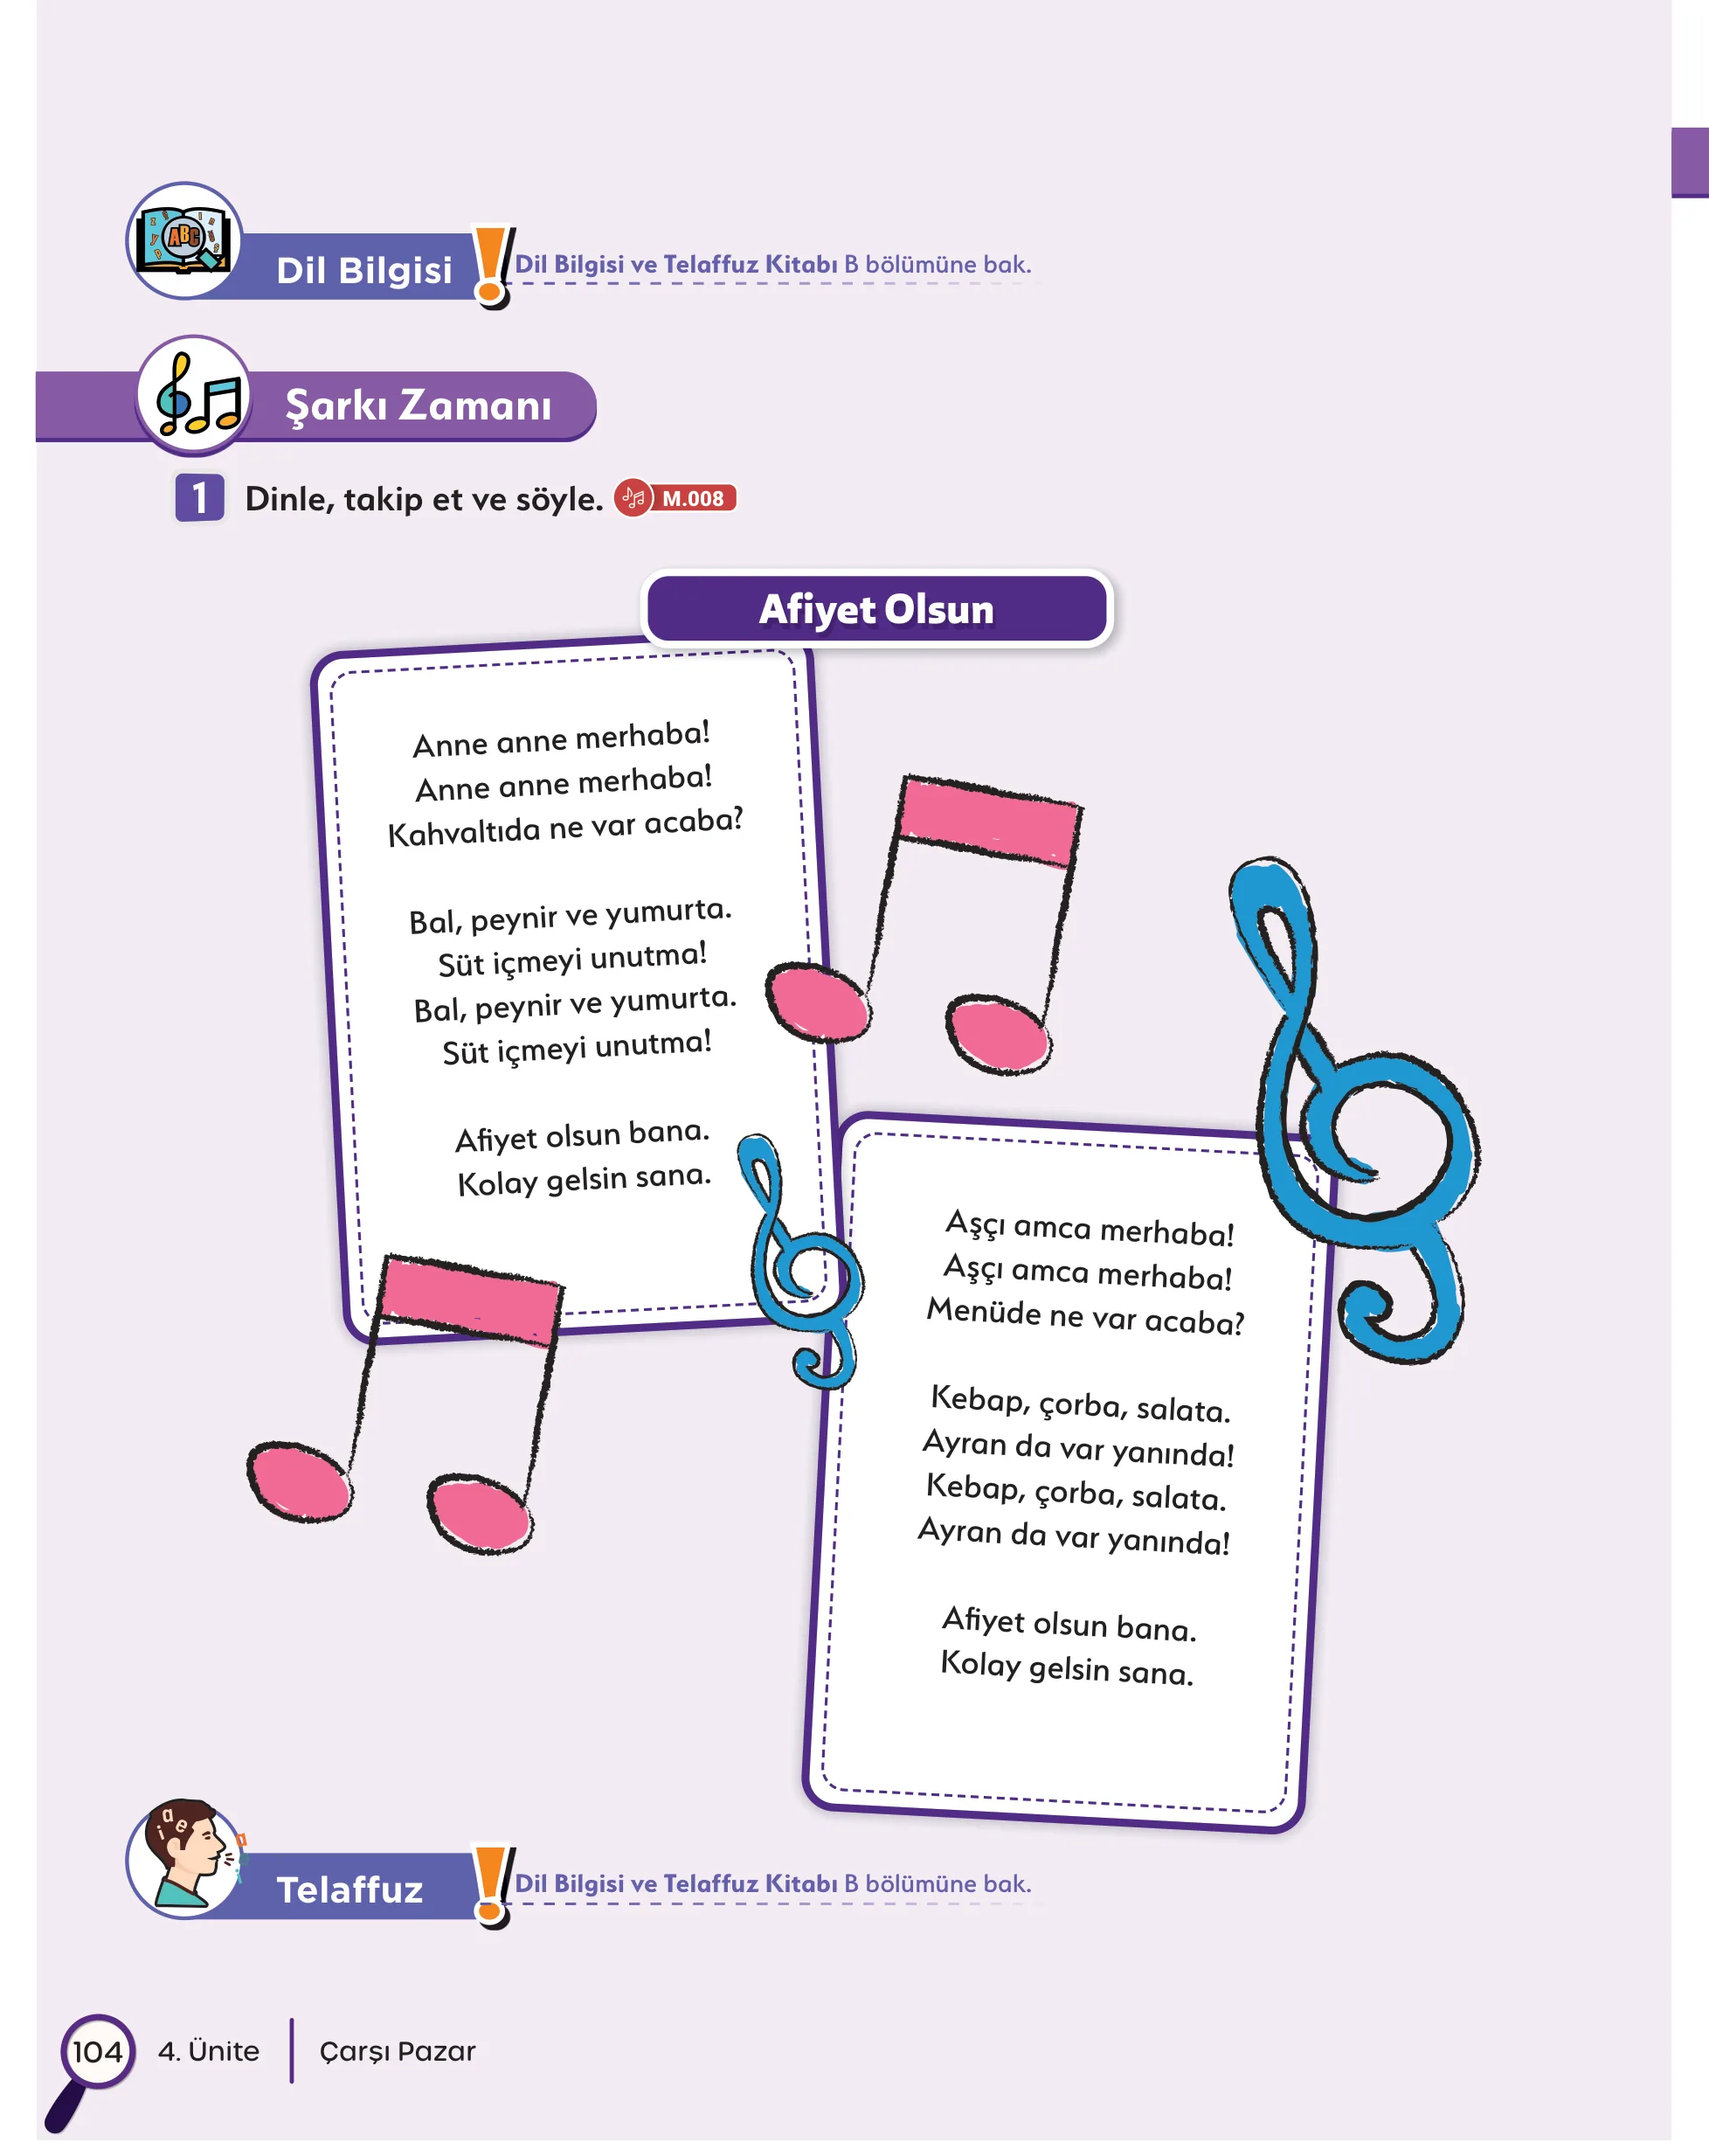 Dil Bilgisi
Dil Bilgisi ve Telaffuz Kitabı B bölümüne bak.
Şarkı Zamanı
1 Dinle, takip et ve söyle. M.008
Afiyet Olsun
Anne anne merhaba!
Anne anne merhaba!
Kahvaltıda ne var acaba?
Bal, peynir ve yumurta.
Süt içmeyi unutma!
Bal, peynir ve yumurta.
Süt içmeyi unutma!
Afiyet olsun bana.
Kolay gelsin sana.
Aşçı amca merhaba!
Aşçı amca merhaba!
Menüde ne var acaba?
Kebap, çorba, salata.
Ayran da var yanında!
Kebap, çorba, salata.
Ayran da var yanında!
Afiyet olsun bana.
Kolay gelsin sana.
Telaffuz
Dil Bilgisi ve Telaffuz Kitabı B bölümüne bak.
104 4. Ünite Çarşı Pazar